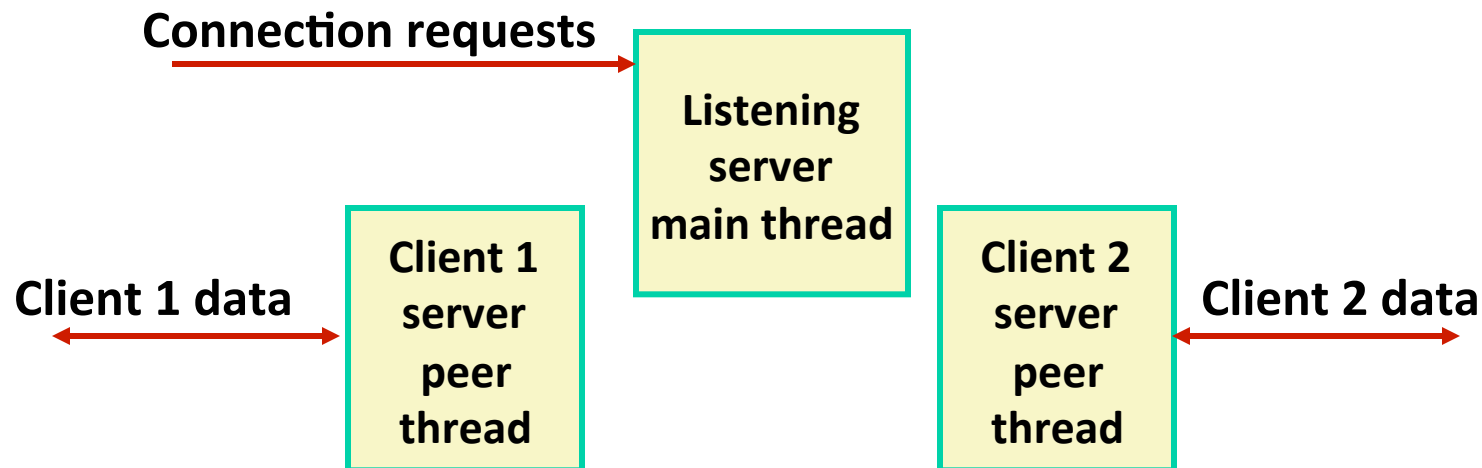 Connection requests
Listening
server
main thread
Client 1
server
peer
thread
Client 1 data
Client 2
server
peer
thread
Client 2 data